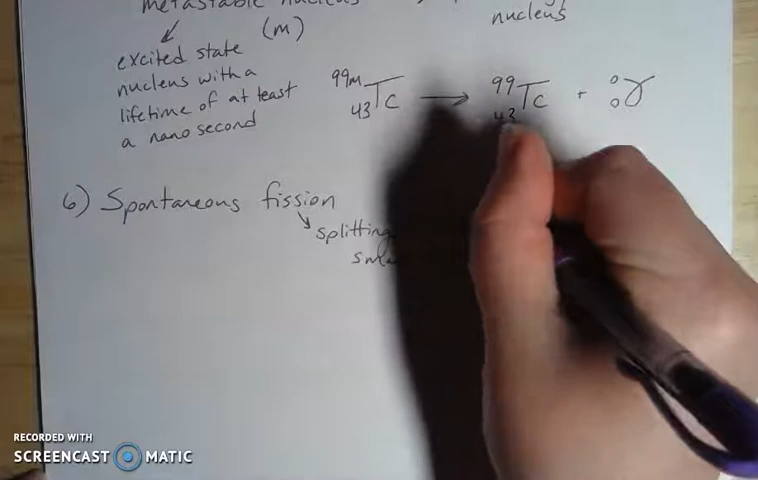 metastable nucleus
nucleus
(m)
excited state
nucleus with a
lifetime of at least
a nano second
99m 43 Tc → 99 43 Tc + 0 0 γ
6) Spontaneous fission
↳ splitting
RECORDED WITH
SCREENCAST MATIC